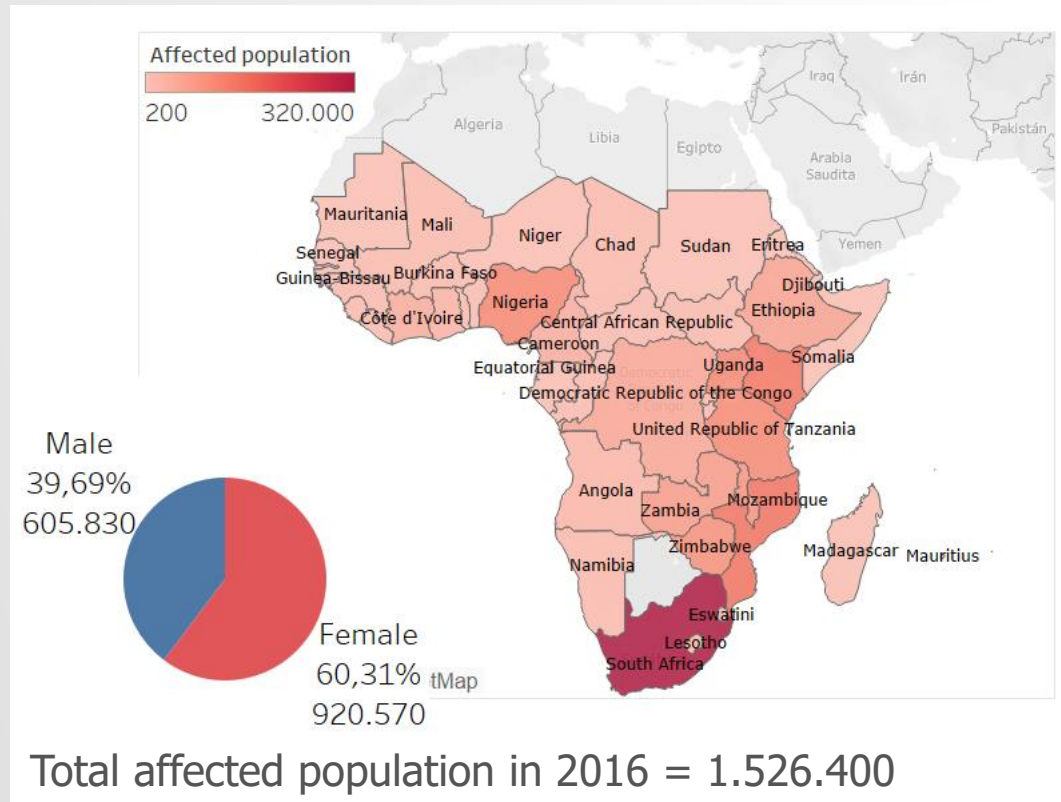 Affected population
200 320.000
Iraq
Irán
Algeria
Libia
Egipto
Pakistán
Arabia
Saudita
Yemen
Mauritania
Mali
Niger
Chad
Sudan
Eritrea
Senegal
Guinea-Bissau
Burkina Faso
Djibouti
Nigeria
Ethiopia
Côte d'Ivoire
Central African Republic
Cameroon
Somalia
Equatorial Guinea
Uganda
Democratic Republic of the Congo
United Republic of Tanzania
Angola
Zambia
Mozambique
Zimbabwe
Madagascar
Mauritius
Namibia
Eswatini
Lesotho
South Africa
Male
39,69%
605.830
Female
60,31%
920.570
tMap
Total affected population in 2016 = 1.526.400